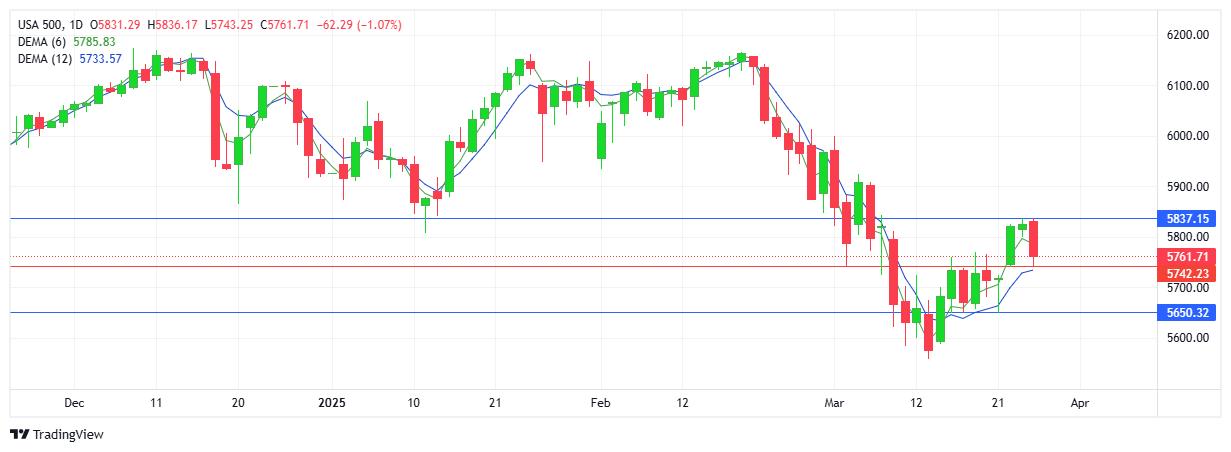 USA 500, 1D O5831.29 H5836.17 L5743.25 C5761.71 −62.29 (−1.07%)
DEMA (6) 5785.83
DEMA (12) 5733.57
6200.00
6100.00
6000.00
5900.00
5837.15
5800.00
5761.71
5742.23
5700.00
5650.32
5600.00
Dec 11 20 2025 10 21 Feb 12 Mar 12 21 Apr
TradingView